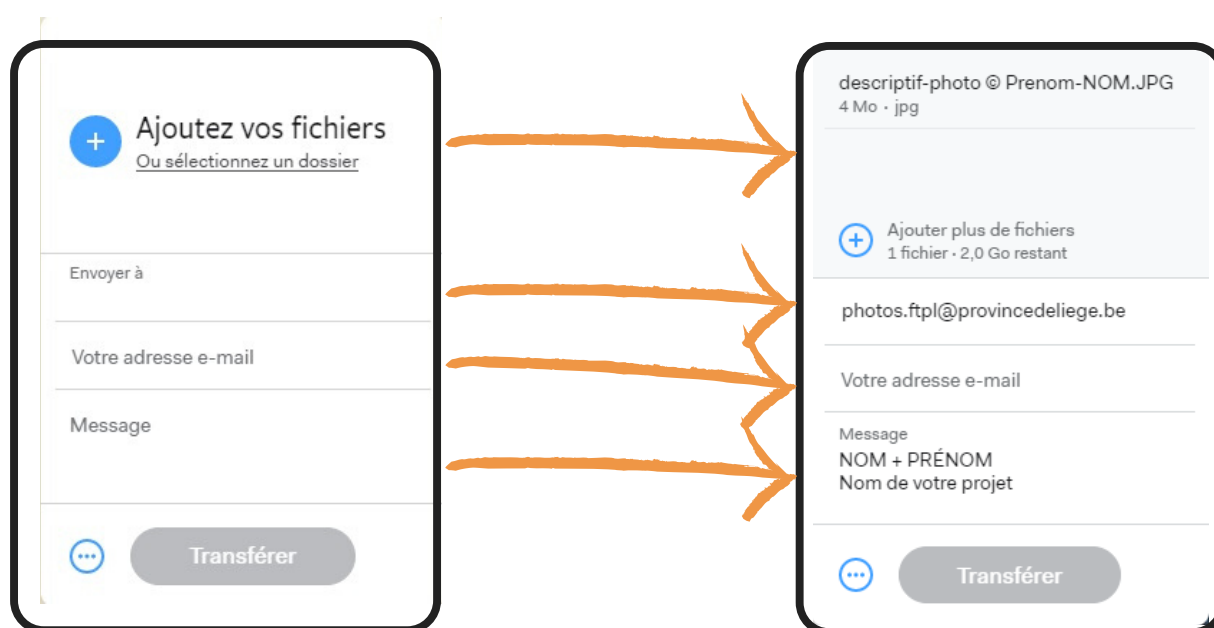 Ajoutez vos fichiers
Ou sélectionnez un dossier
Envoyer à
Votre adresse e-mail
Message
Transférer
descriptif-photo © Prenom-NOM.JPG
4 Mo · jpg
Ajouter plus de fichiers
1 fichier · 2,0 Go restant
photos.ftpl@provincedeliege.be
Votre adresse e-mail
Message
NOM + PRÉNOM
Nom de votre projet
Transférer